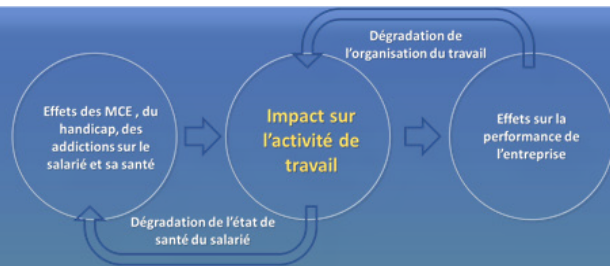 Dégradation de
l'organisation du travail
Effets des MCE , du
handicap, des
addictions sur le
salarié et sa santé
Impact sur
l'activité de
travail
Effets sur la
performance de
l'entreprise
Dégradation de l'état de
santé du salarié